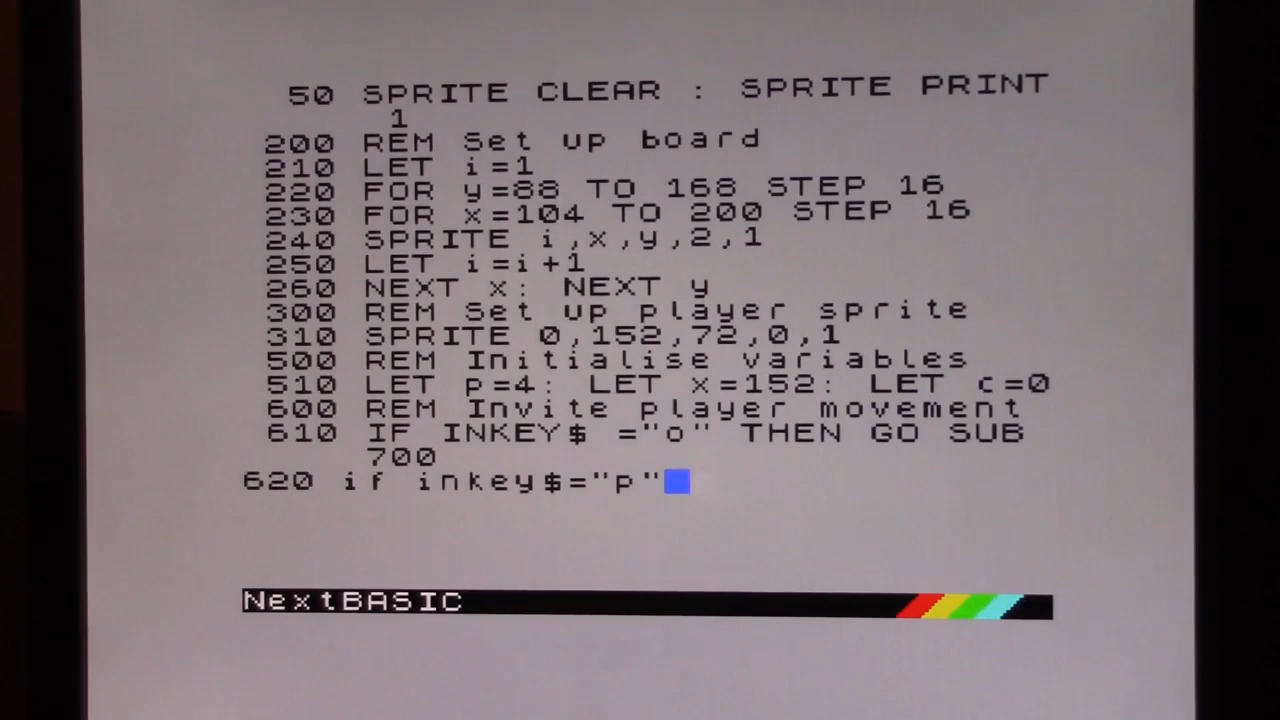 50 SPRITE CLEAR : SPRITE PRINT
1
200 REM Set up board
210 LET i=1
220 FOR y=88 TO 168 STEP 16
230 FOR x=104 TO 200 STEP 16
240 SPRITE i,x,y,2,1
250 LET i=i+1
260 NEXT x: NEXT y
300 REM Set up player sprite
310 SPRITE 0,152,72,0,1
500 REM Initialise variables
510 LET p=4: LET x=152: LET c=0
600 REM Invite player movement
610 IF INKEY$ ="o" THEN GO SUB
700
620 if inkey$="p"
NextBASIC